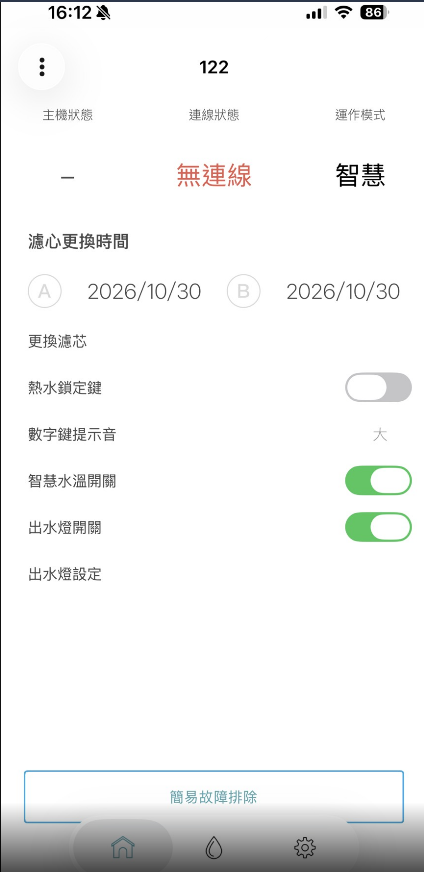 16:12 86
122
主機狀態 連線狀態 運作模式
– 無連線 智慧
濾心更換時間
A 2026/10/30 B 2026/10/30
更換濾芯
熱水鎖定鍵
數字鍵提示音 大
智慧水溫開關
出水燈開關
出水燈設定
簡易故障排除